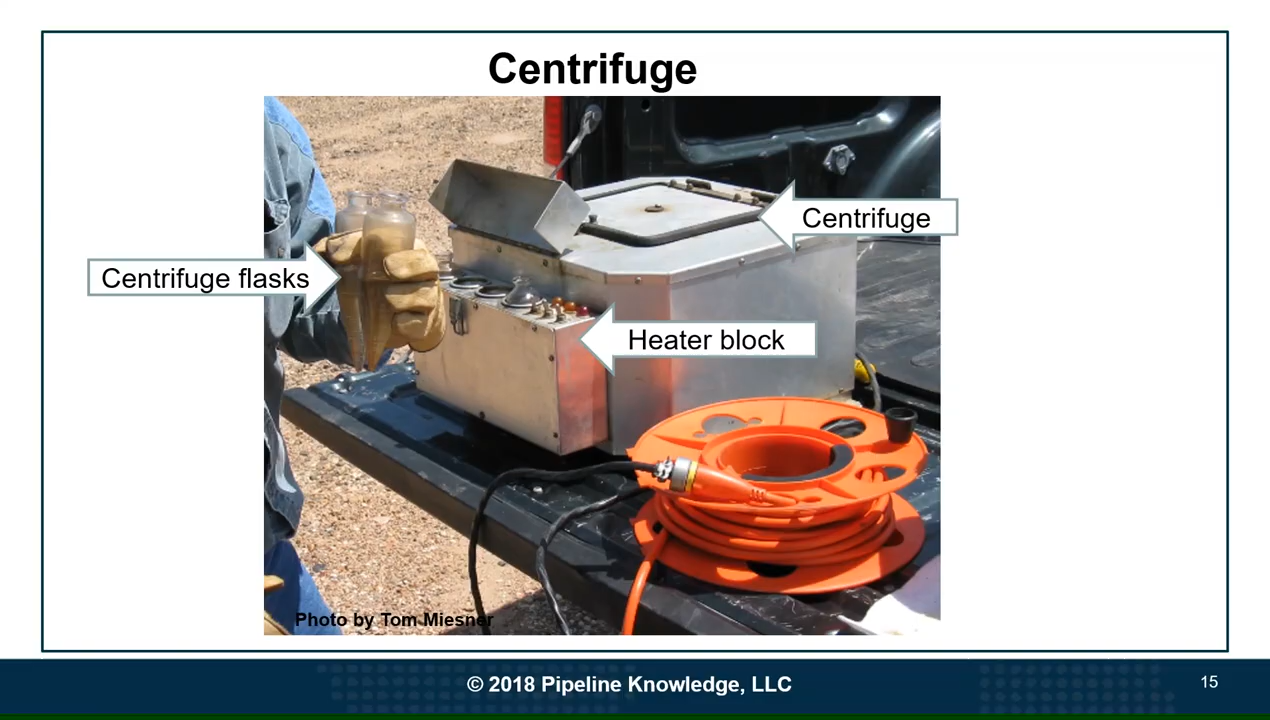 Centrifuge
Centrifuge
Centrifuge flasks
Heater block
Photo by Tom Miesner
© 2018 Pipeline Knowledge, LLC
15